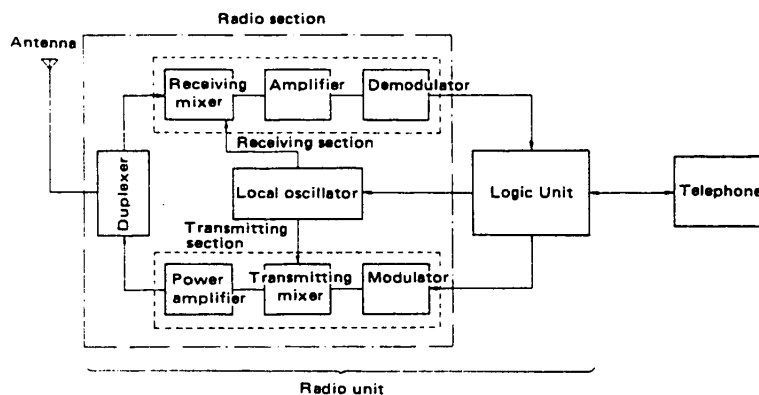 Radio section
Antenna
Receiving
mixer
Amplifier
Demodulator
Receiving section
Duplexer
Local oscillator
Logic Unit
Telephone
Transmitting
section
Power
amplifier
Transmitting
mixer
Modulator
Radio unit